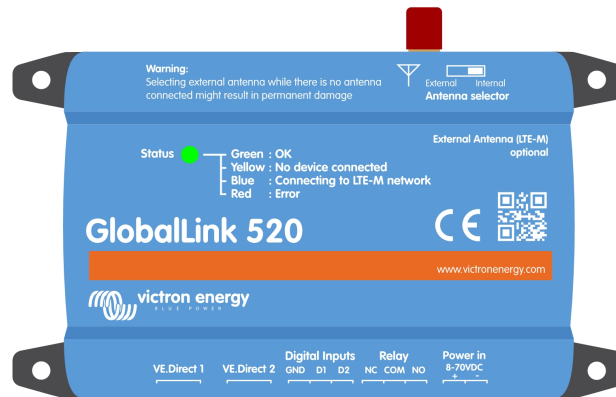 Warning:
Selecting external antenna while there is no antenna
connected might result in permanent damage
External Internal
Antenna selector
External Antenna (LTE-M)
optional
Status
Green : OK
Yellow : No device connected
Blue : Connecting to LTE-M network
Red : Error
GlobalLink 520
CE
www.victronenergy.com
victron energy
BLUE POWER
VE.Direct 1
VE.Direct 2
Digital Inputs
GND D1 D2
Relay
NC COM NO
Power in
8-70VDC
+ -